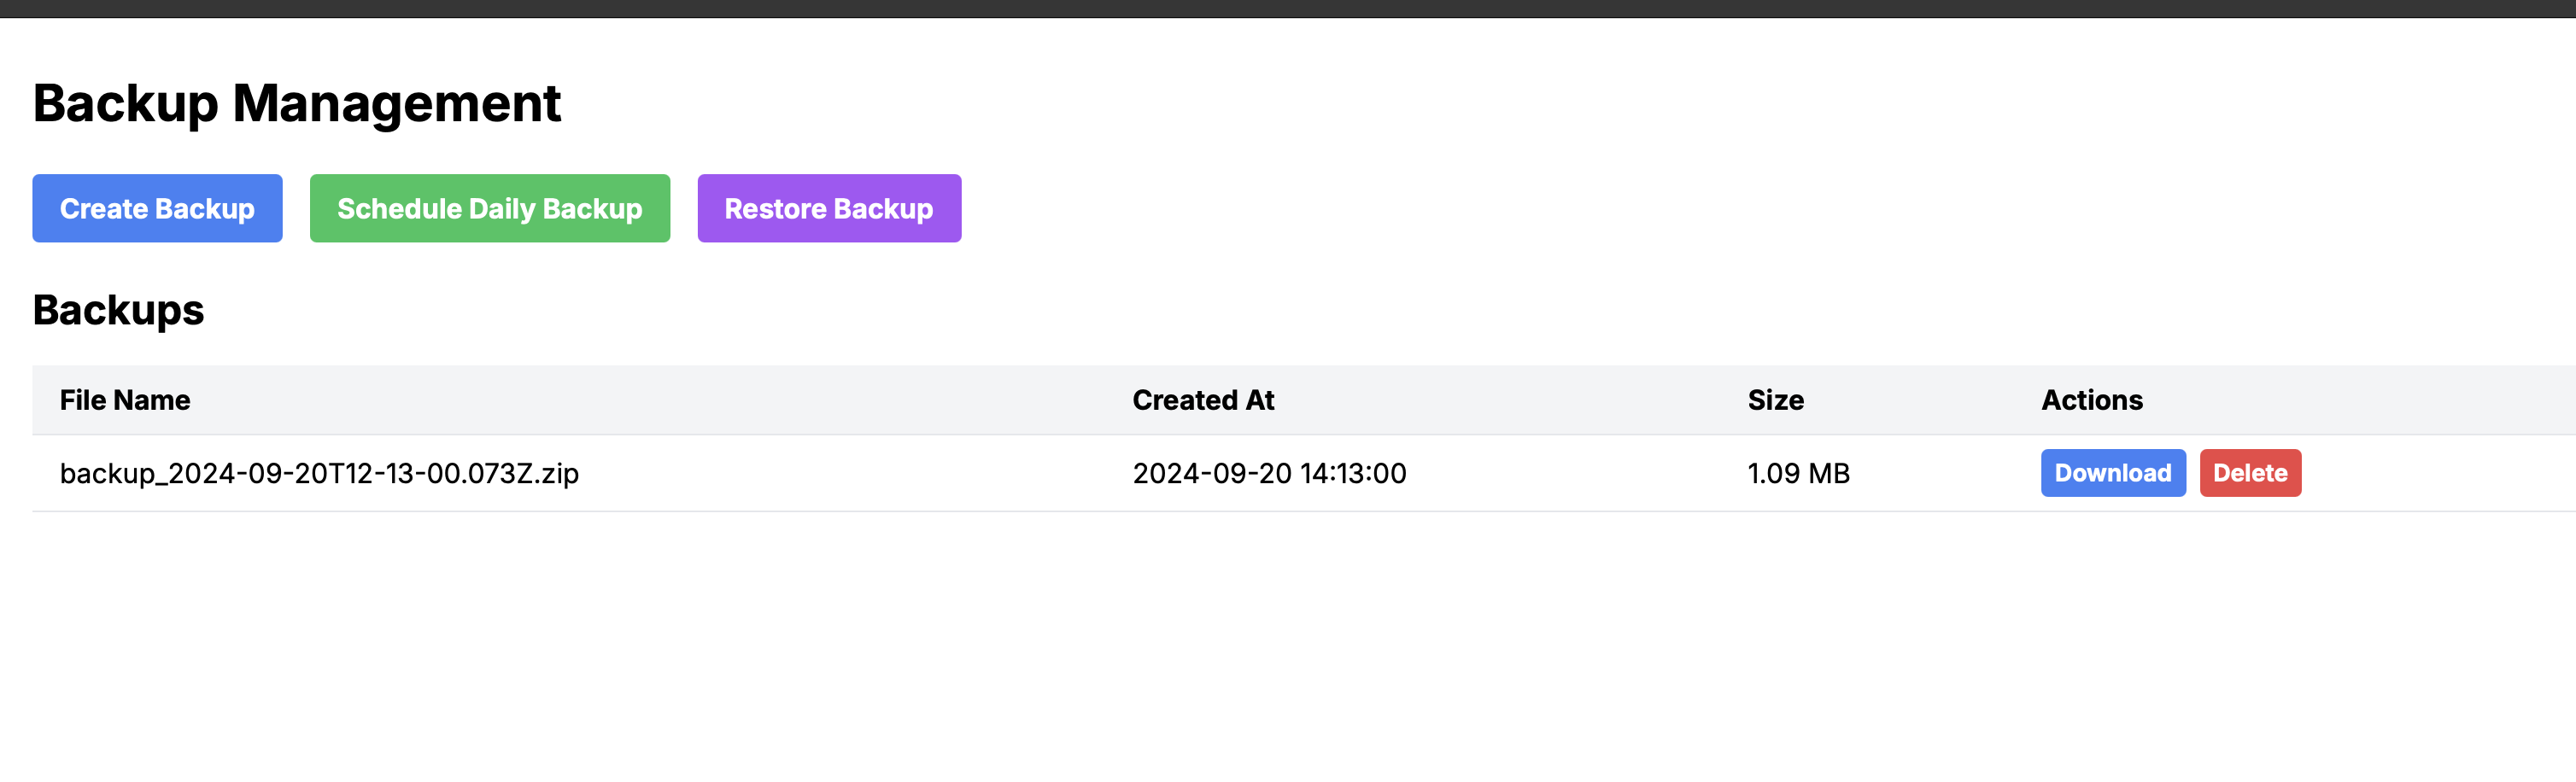 Backup Management
Create Backup Schedule Daily Backup Restore Backup
Backups
File Name Created At Size Actions
backup_2024-09-20T12-13-00.073Z.zip 2024-09-20 14:13:00 1.09 MB Download Delete